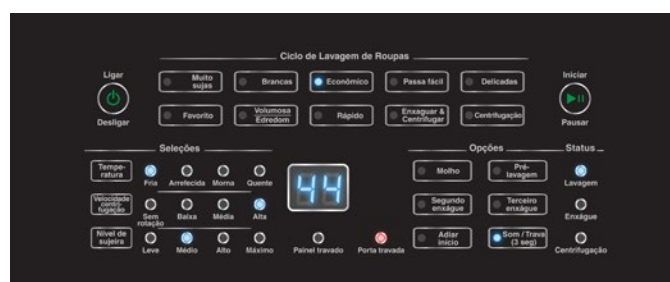 Ciclo de Lavagem de Roupas
Ligar
Desligar
Muito
sujas
Brancas
Econômico
Passa fácil
Delicadas
Favorito
Volumosa
Edredom
Rápido
Enxaguar &
Centrifugar
Centrifugação
Iniciar
Pausar
Seleções
Tempe-
ratura
Fria
Arrefecida
Morna
Quente
Velocidade
centri-
fugação
Sem
rotação
Baixa
Média
Alta
Nível de
sujeira
Leve
Médio
Alto
Máximo
44
Painel travado
Porta travada
Opções
Molho
Pré-
lavagem
Segundo
enxágue
Terceiro
enxágue
Adiar
início
Som / Trava
(3 seg)
Status
Lavagem
Enxágue
Centrifugação